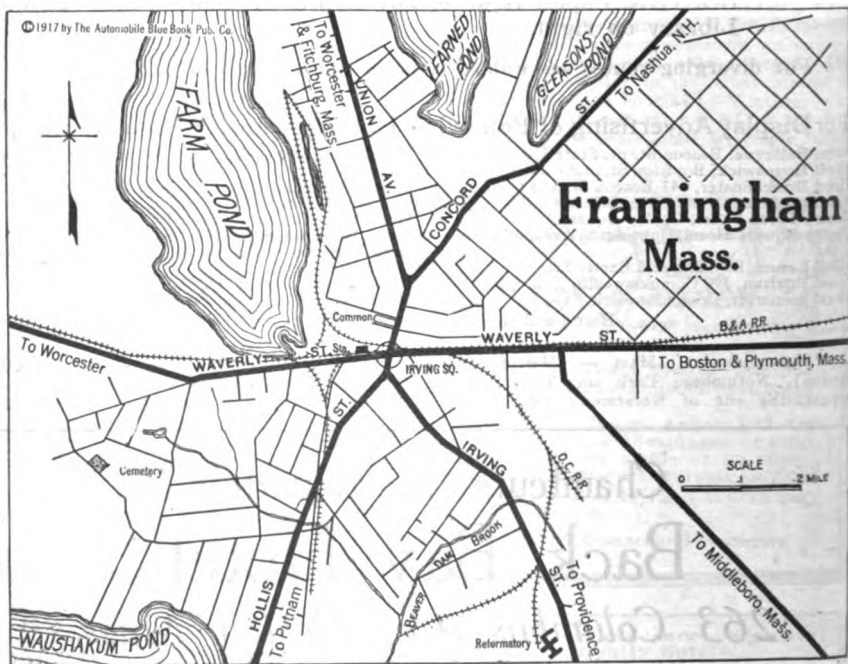 © 1917 by The Automobile Blue Book Pub. Co.
To Worcester
& Fitchburg, Mass
UNION
AV.
LEARNED
POND
GLEASONS
POND
ST.
To Nashua, N.H.
FARM POND
CONCORD
Framingham
Mass.
Common
B & A RR.
WAVERLY
ST.
To Worcester
WAVERLY
ST.
Sta.
IRVING SQ.
To Boston & Plymouth, Mass.
ST.
IRVING
O.C.R.R.
SCALE
0 .1 .2 MILE
Cemetery
BEAVER DAM BROOK
ST.
To Middleboro, Mass.
HOLLIS
To Putnam
To Providence
Reformatory
WAUSHAKUM POND